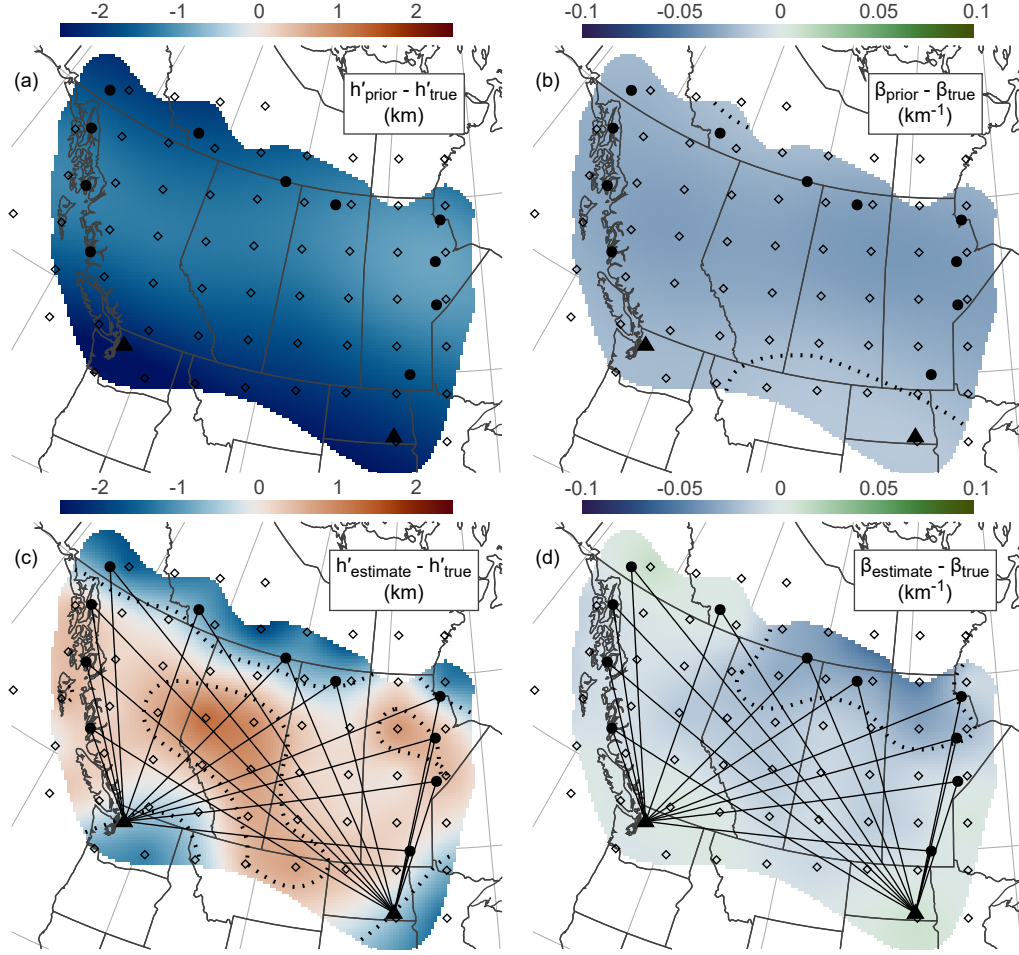 -2 -1 0 1 2
-0.1 -0.05 0 0.05 0.1
(a)
h′prior - h′true
(km)
(b)
βprior - βtrue
(km-1)
-2 -1 0 1 2
-0.1 -0.05 0 0.05 0.1
(c)
h′estimate - h′true
(km)
(d)
βestimate - βtrue
(km-1)